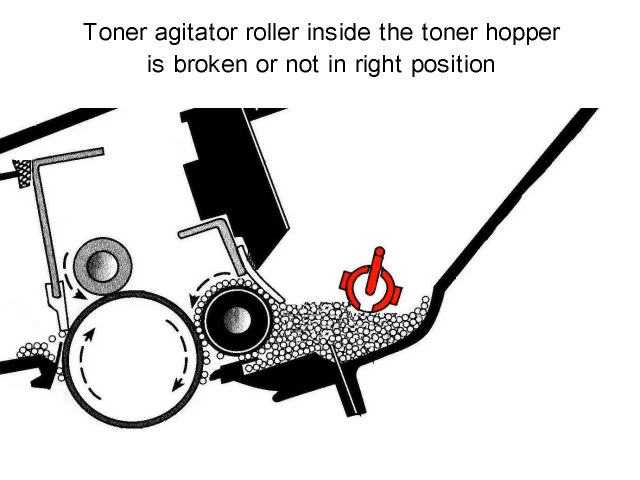 Toner agitator roller inside the toner hopper
is broken or not in right position